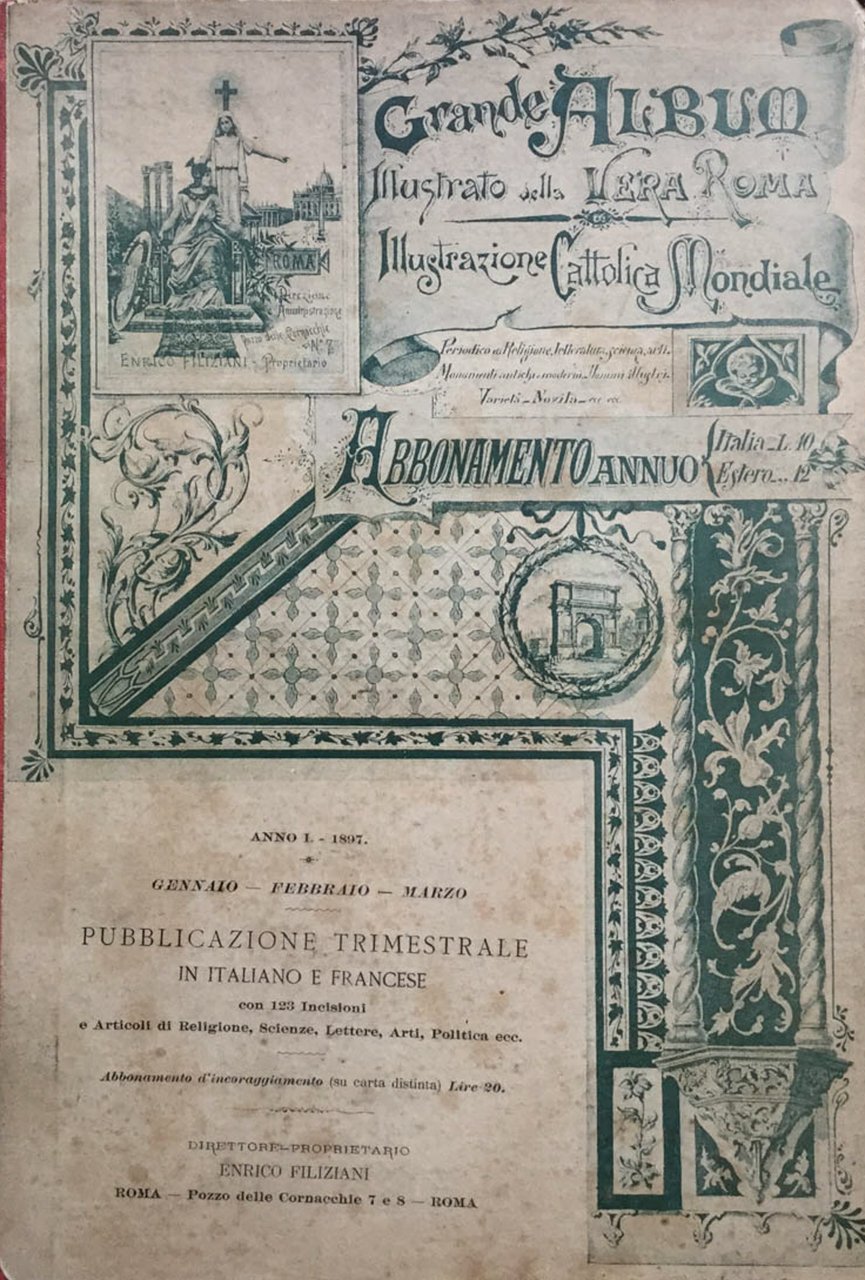 Grande ALBUM
Illustrato della VERA ROMA
Illustrazione Cattolica Mondiale
ROMA
Direzione
Amministrazione
Pozzo delle Cornacchie
N° 7
ENRICO FILIZIANI - Proprietario
Periodico di Religione, letteratura, scienza, arti.
Monumenti antichi e moderni. Uomini illustri.
Varietà - Novità - ec. ec.
ABBONAMENTO ANNUO
Italia - L. 10
Estero ... 12
ANNO I. - 1897.
GENNAIO — FEBBRAIO — MARZO
PUBBLICAZIONE TRIMESTRALE
IN ITALIANO E FRANCESE
con 123 Incisioni
e Articoli di Religione, Scienze, Lettere, Arti, Politica ecc.
Abbonamento d'incoraggiamento (su carta distinta) Lire 20.
DIRETTORE-PROPRIETARIO
ENRICO FILIZIANI
ROMA — Pozzo delle Cornacchie 7 e 8 — ROMA